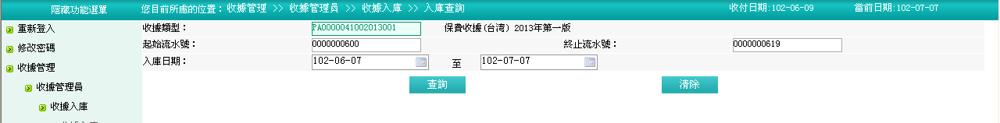 隱藏功能選單 您目前所處的位置：收據管理 >> 收據管理員 >> 收據入庫 >> 入庫查詢 收付日期:102-06-09 當前日期:102-07-07
重新登入
修改密碼
收據管理
收據管理員
收據入庫
收據類型： PA0000041002013001 保費收據(台湾) 2013年第一版
起始流水號： 0000000600 終止流水號： 0000000619
入庫日期： 102-06-07 至 102-07-07
查詢 清除